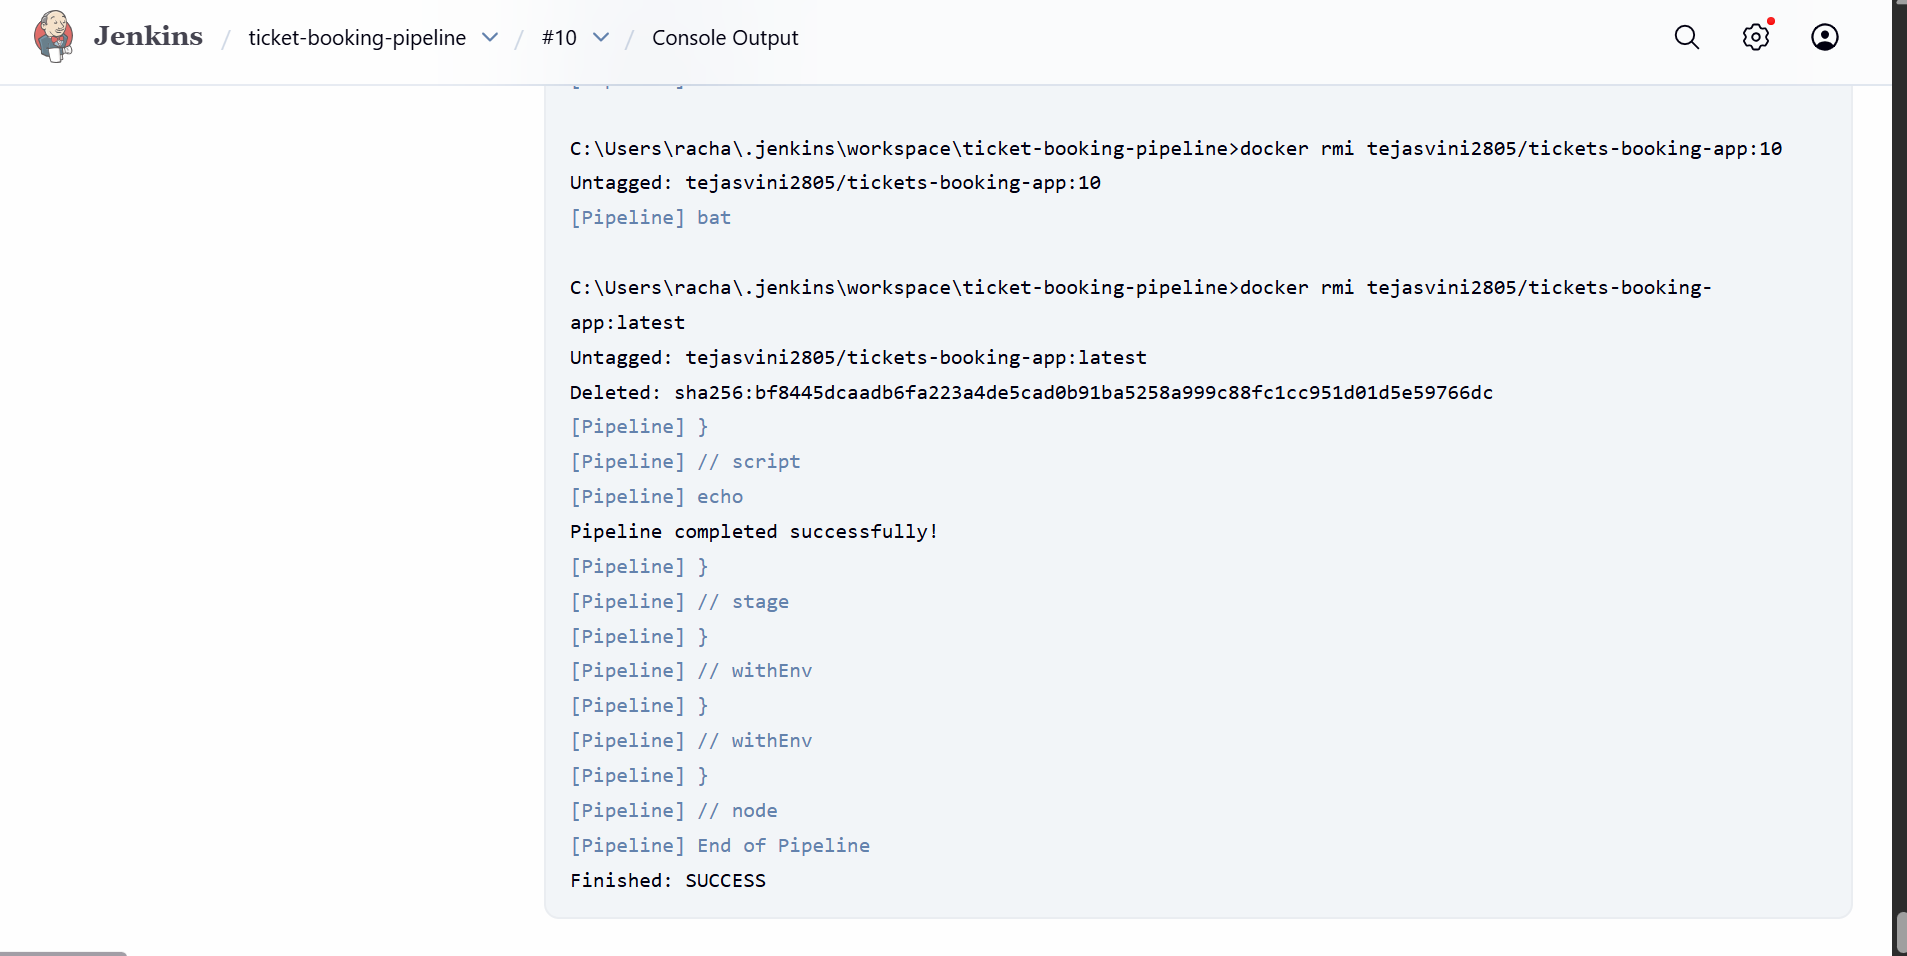 Jenkins / ticket-booking-pipeline / #10 / Console Output
C:\Users\racha\.jenkins\workspace\ticket-booking-pipeline>docker rmi tejasvini2805/tickets-booking-app:10
Untagged: tejasvini2805/tickets-booking-app:10
[Pipeline] bat
C:\Users\racha\.jenkins\workspace\ticket-booking-pipeline>docker rmi tejasvini2805/tickets-booking-
app:latest
Untagged: tejasvini2805/tickets-booking-app:latest
Deleted: sha256:bf8445dcaadb6fa223a4de5cad0b91ba5258a999c88fc1cc951d01d5e59766dc
[Pipeline] }
[Pipeline] // script
[Pipeline] echo
Pipeline completed successfully!
[Pipeline] }
[Pipeline] // stage
[Pipeline] }
[Pipeline] // withEnv
[Pipeline] }
[Pipeline] // withEnv
[Pipeline] }
[Pipeline] // node
[Pipeline] End of Pipeline
Finished: SUCCESS